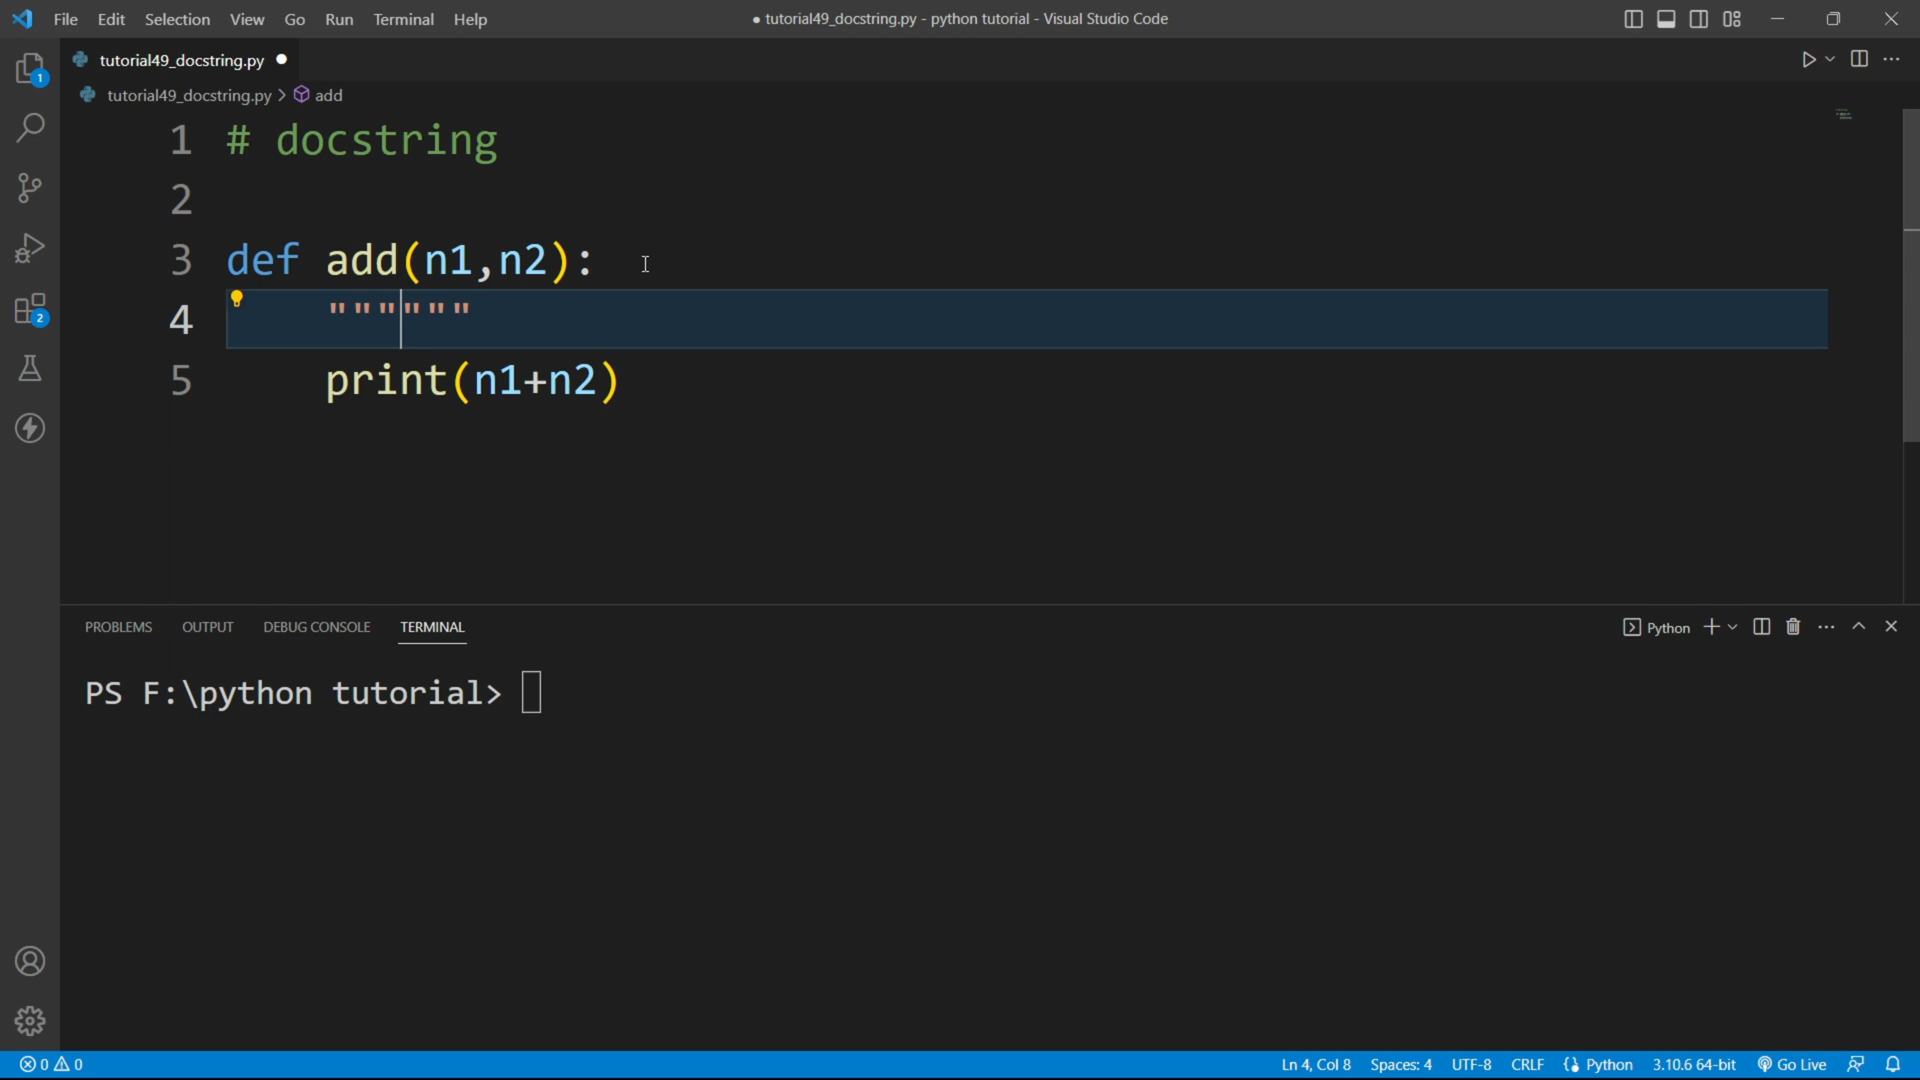 File Edit Selection View Go Run Terminal Help
● tutorial49_docstring.py - python tutorial - Visual Studio Code
tutorial49_docstring.py ●
tutorial49_docstring.py > add
1 # docstring
2
3 def add(n1,n2):
4     """"""
5     print(n1+n2)
1
2
PROBLEMS OUTPUT DEBUG CONSOLE TERMINAL
Python
PS F:\python tutorial>
0 0
Ln 4, Col 8 Spaces: 4 UTF-8 CRLF Python 3.10.6 64-bit Go Live